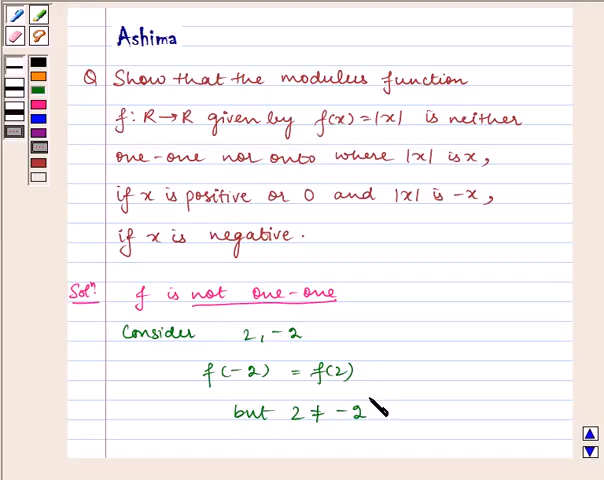 Ashima
Q Show that the modulus function
f: R→R given by f(x)=|x| is neither
one-one nor onto where |x| is x,
if x is positive or 0 and |x| is -x,
if x is negative.
Solⁿ. f is not one-one
Consider 2, -2
f(-2) = f(2)
but 2 ≠ -2